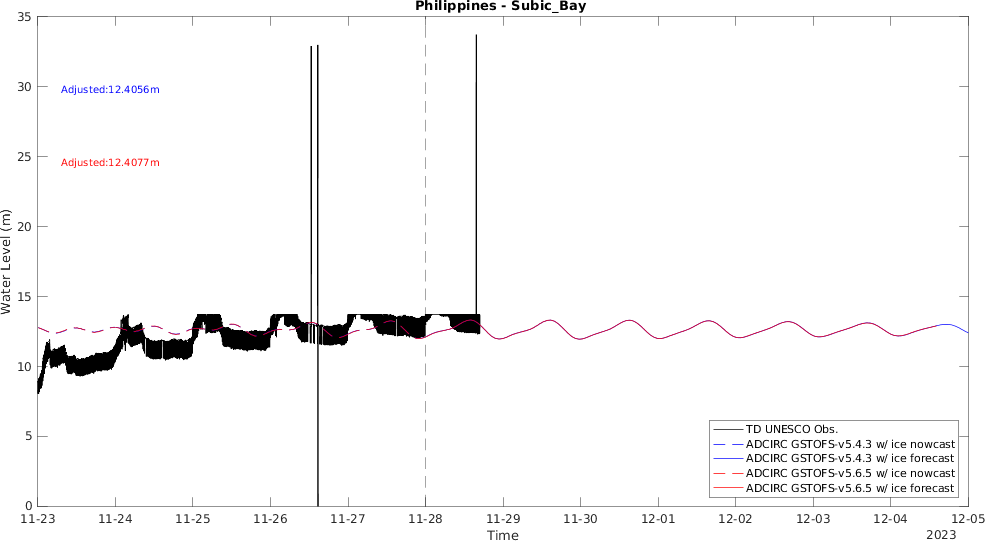 Philippines - Subic_Bay
35
30
25
20
15
10
5
0
Water Level (m)
Adjusted:12.4056m
Adjusted:12.4077m
TD UNESCO Obs.
ADCIRC GSTOFS-v5.4.3 w/ ice nowcast
ADCIRC GSTOFS-v5.4.3 w/ ice forecast
ADCIRC GSTOFS-v5.6.5 w/ ice nowcast
ADCIRC GSTOFS-v5.6.5 w/ ice forecast
11-23 11-24 11-25 11-26 11-27 11-28 11-29 11-30 12-01 12-02 12-03 12-04 12-05
Time
2023